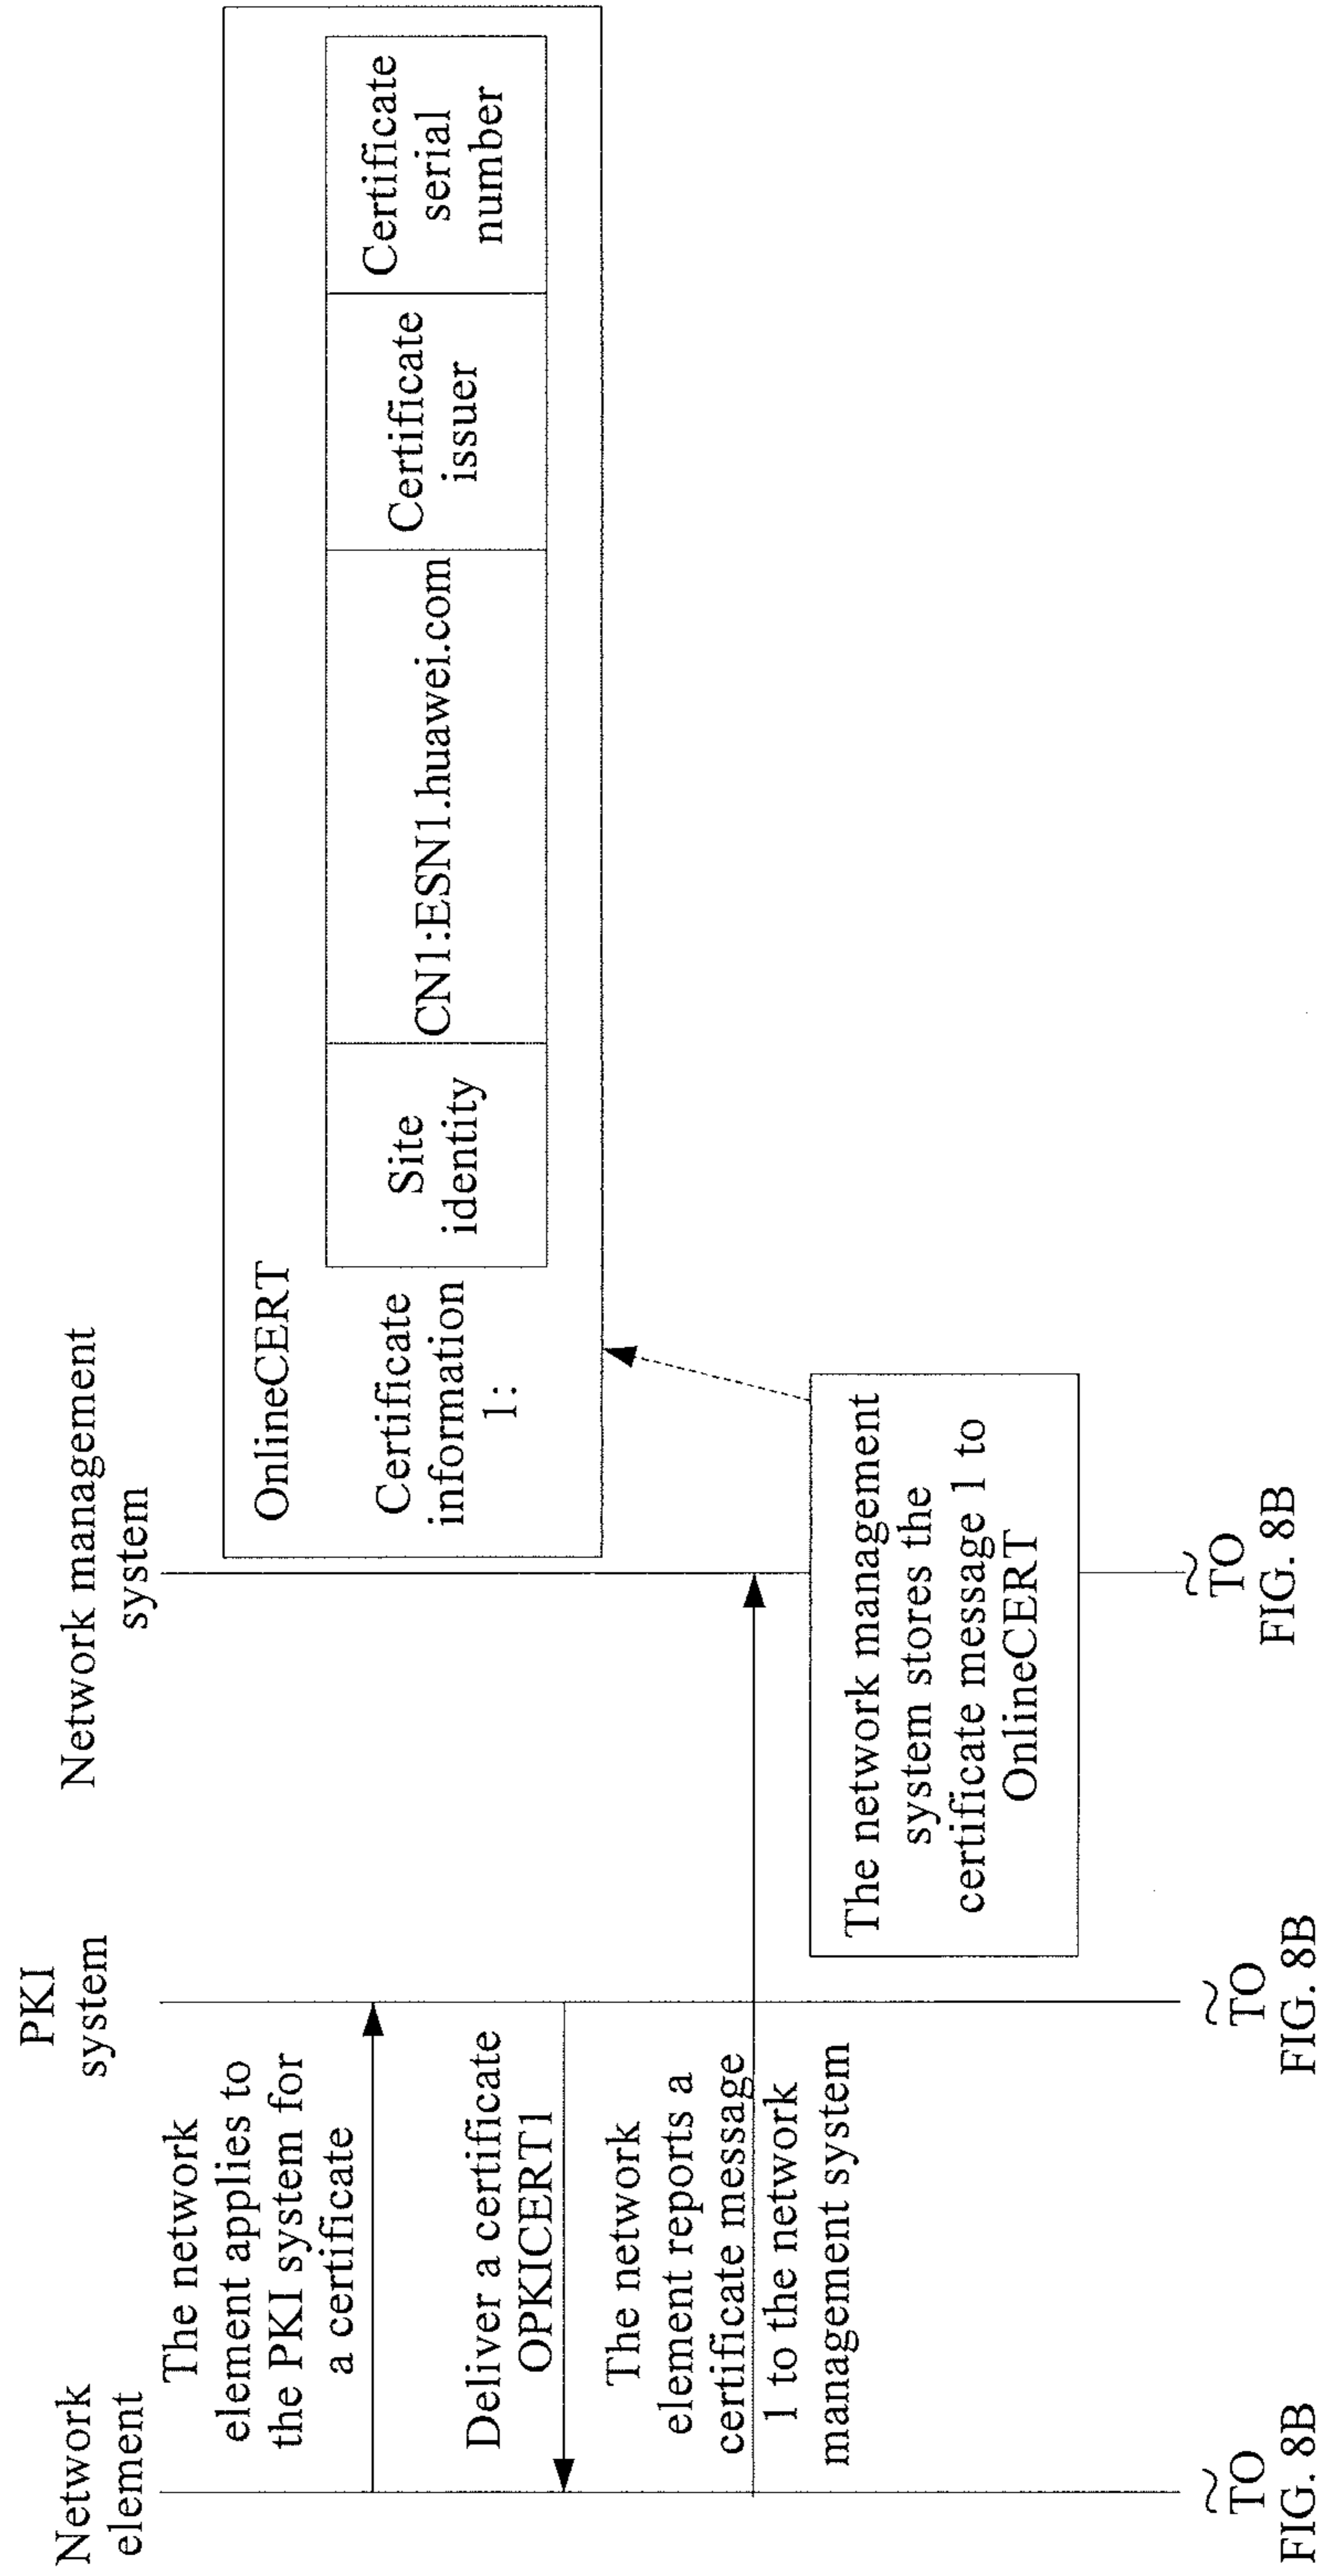 Network
element
PKI
system
Network management
system
The network
element applies to
the PKI system for
a certificate
Deliver a certificate
OPKICERT1
The network
element reports a
certificate message
1 to the network
management system
OnlineCERT
Certificate
information
1:
Site
identity
CN1:ESN1.huawei.com
Certificate
issuer
Certificate
serial
number
The network management
system stores the
certificate message 1 to
OnlineCERT
TO
FIG. 8B
TO
FIG. 8B
TO
FIG. 8B